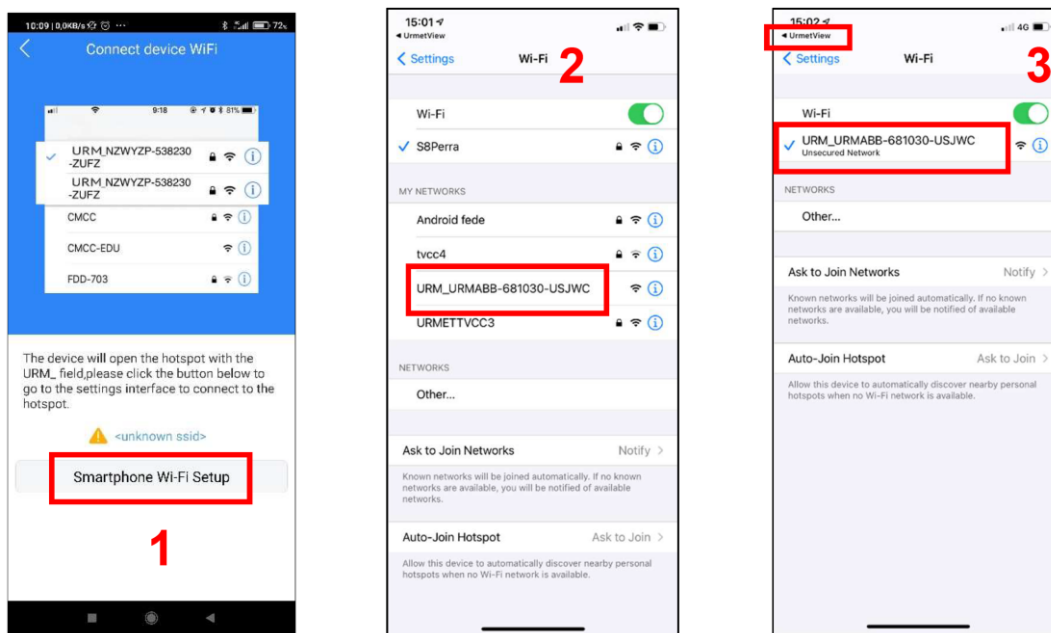 10:09 | 0,0KB/s ··· 72%
Connect device WiFi
9:18 81%
URM_NZWYZP-538230
-ZUFZ
URM_NZWYZP-538230
-ZUFZ
CMCC
CMCC-EDU
FDD-703
The device will open the hotspot with the
URM_ field,please click the button below to
go to the settings interface to connect to the
hotspot.
<unknown ssid>
Smartphone Wi-Fi Setup
1
15:01
UrmetView
Settings Wi-Fi
2
Wi-Fi
S8Perra
MY NETWORKS
Android fede
tvcc4
URM_URMABB-681030-USJWC
URMETTVCC3
NETWORKS
Other...
Ask to Join Networks Notify
Known networks will be joined automatically. If no known
networks are available, you will be notified of available
networks.
Auto-Join Hotspot Ask to Join
Allow this device to automatically discover nearby personal
hotspots when no Wi-Fi network is available.
15:02 4G
UrmetView
Settings Wi-Fi
3
Wi-Fi
URM_URMABB-681030-USJWC
Unsecured Network
NETWORKS
Other...
Ask to Join Networks Notify
Known networks will be joined automatically. If no known
networks are available, you will be notified of available
networks.
Auto-Join Hotspot Ask to Join
Allow this device to automatically discover nearby personal
hotspots when no Wi-Fi network is available.